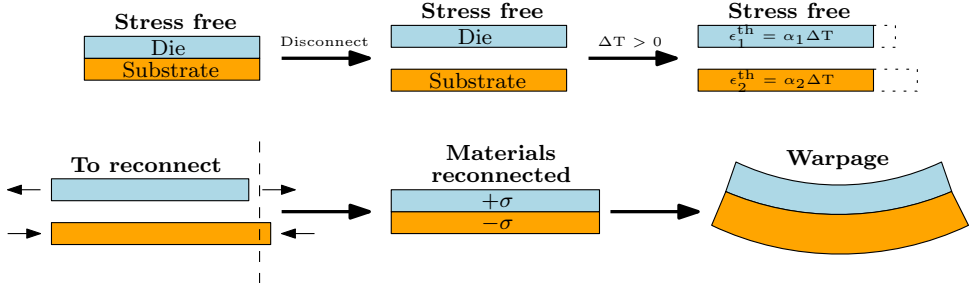 Stress free
Die
Substrate
Disconnect
Stress free
Die
Substrate
ΔT > 0
Stress free
ϵ₁ᵗʰ = α₁ΔT
ϵ₂ᵗʰ = α₂ΔT
To reconnect
Materials
reconnected
+σ
−σ
Warpage